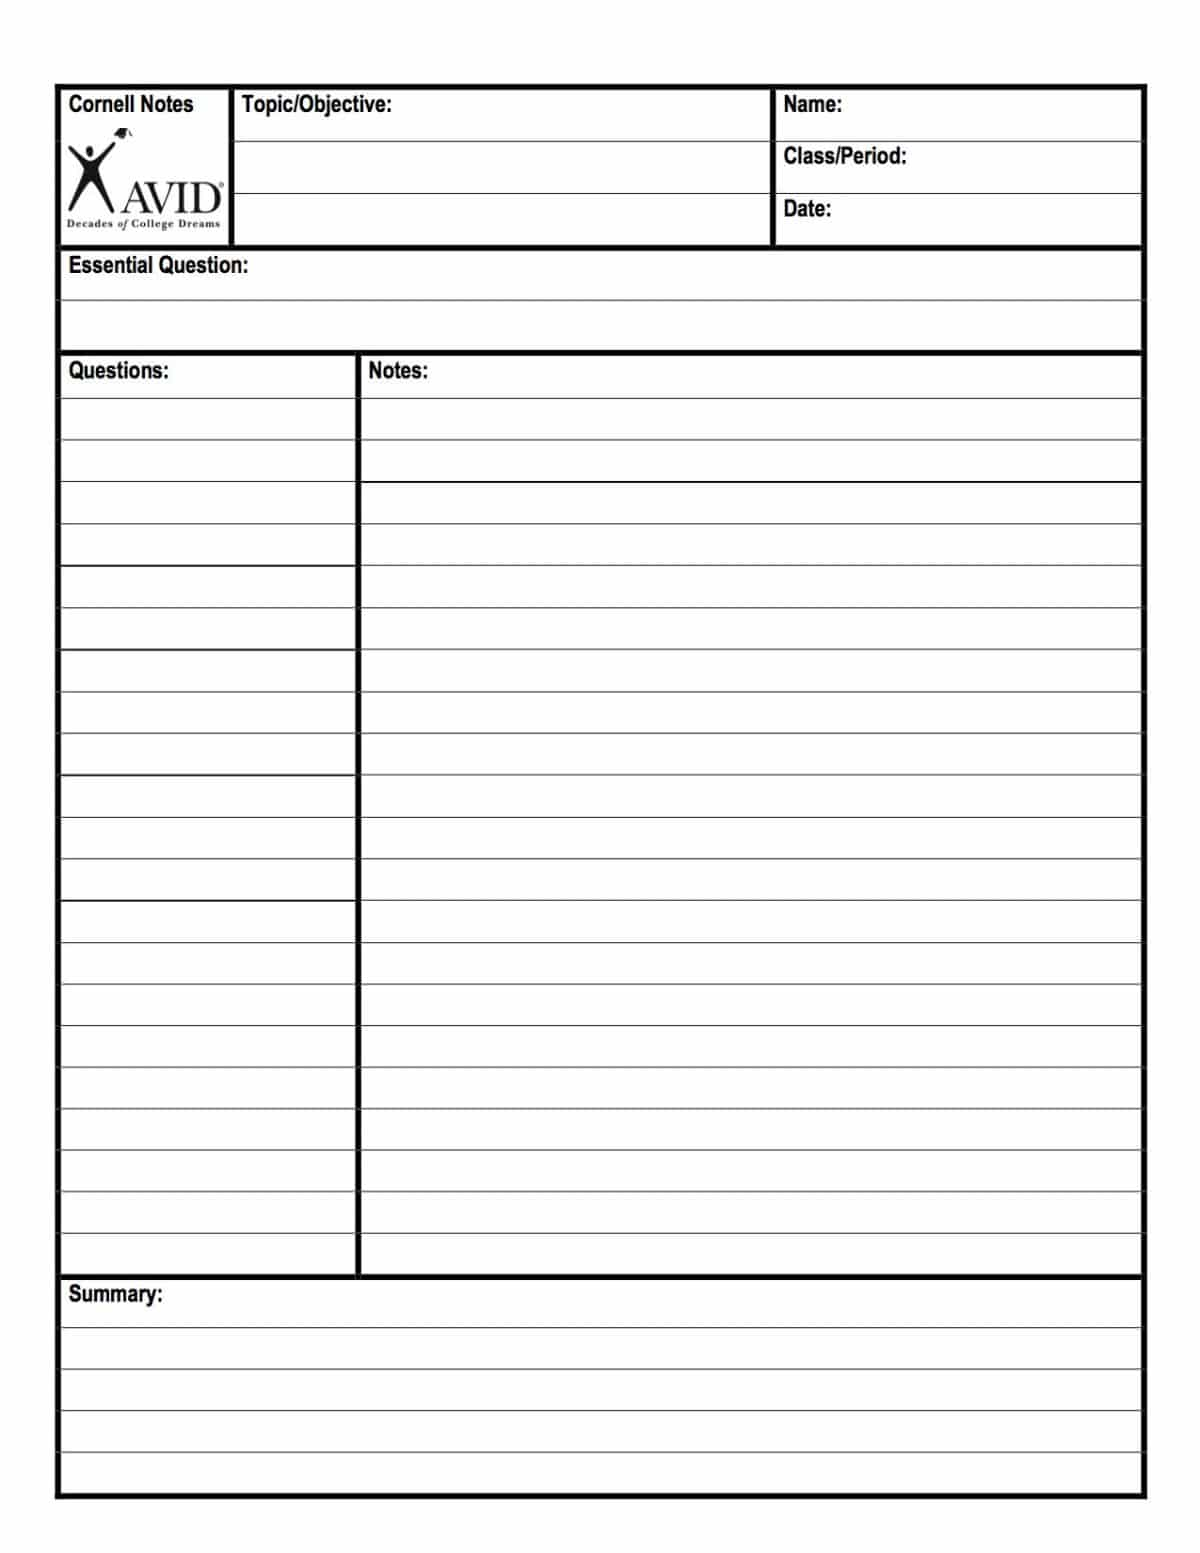 Cornell Notes
AVID®
Decades of College Dreams
Topic/Objective:
Name:
Class/Period:
Date:
Essential Question:
Questions:
Notes:
Summary: